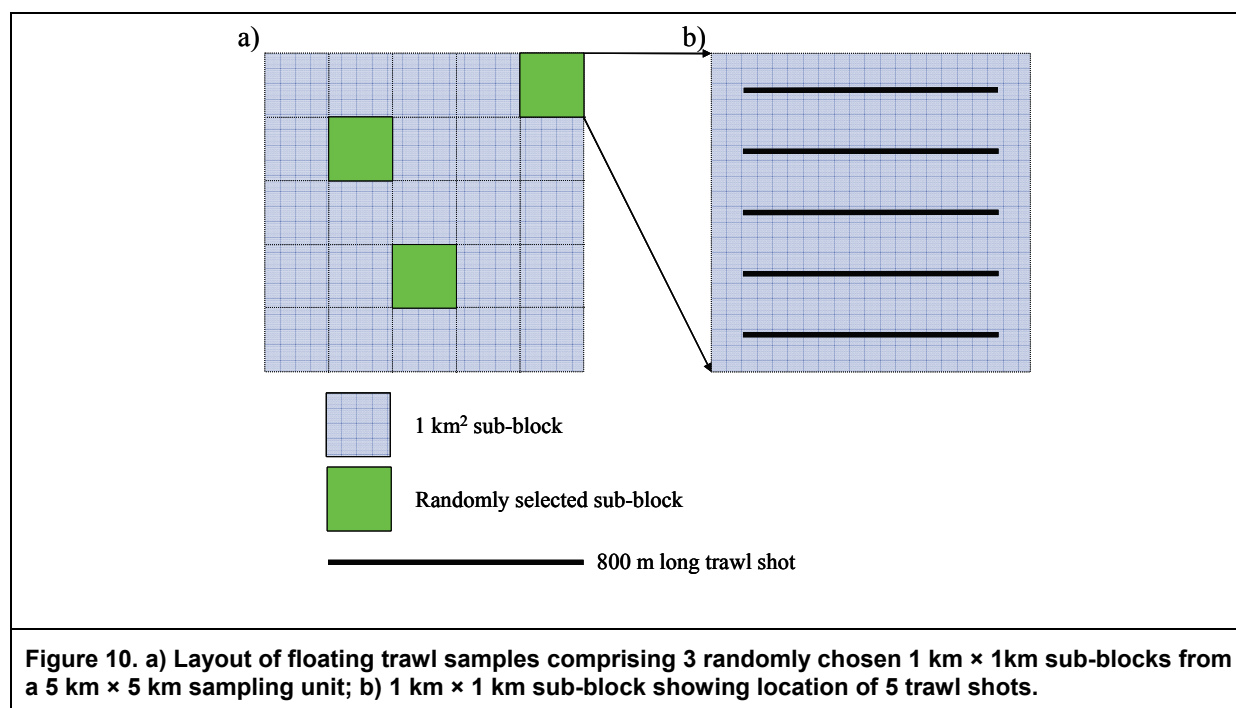 a)
b)
1 km² sub-block
Randomly selected sub-block
800 m long trawl shot
Figure 10. a) Layout of floating trawl samples comprising 3 randomly chosen 1 km × 1km sub-blocks from
a 5 km × 5 km sampling unit; b) 1 km × 1 km sub-block showing location of 5 trawl shots.